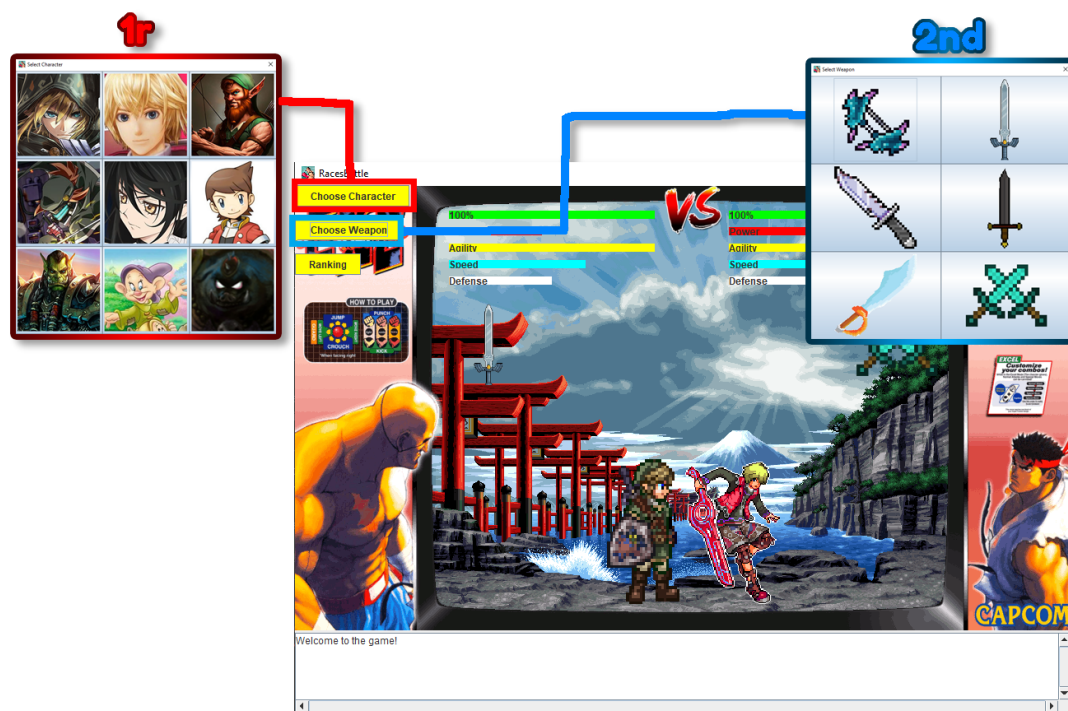 1r
2nd
Select Character
Select Weapon
RacesBattle
Choose Character
Choose Weapon
Ranking
100%
Agility
Speed
Defense
VS
100%
Power
Agility
Speed
Defense
HOW TO PLAY
JUMP
PUNCH
CROUCH
KICK
EXCEL
Customize
your combos!
CAPCOM
Welcome to the game!